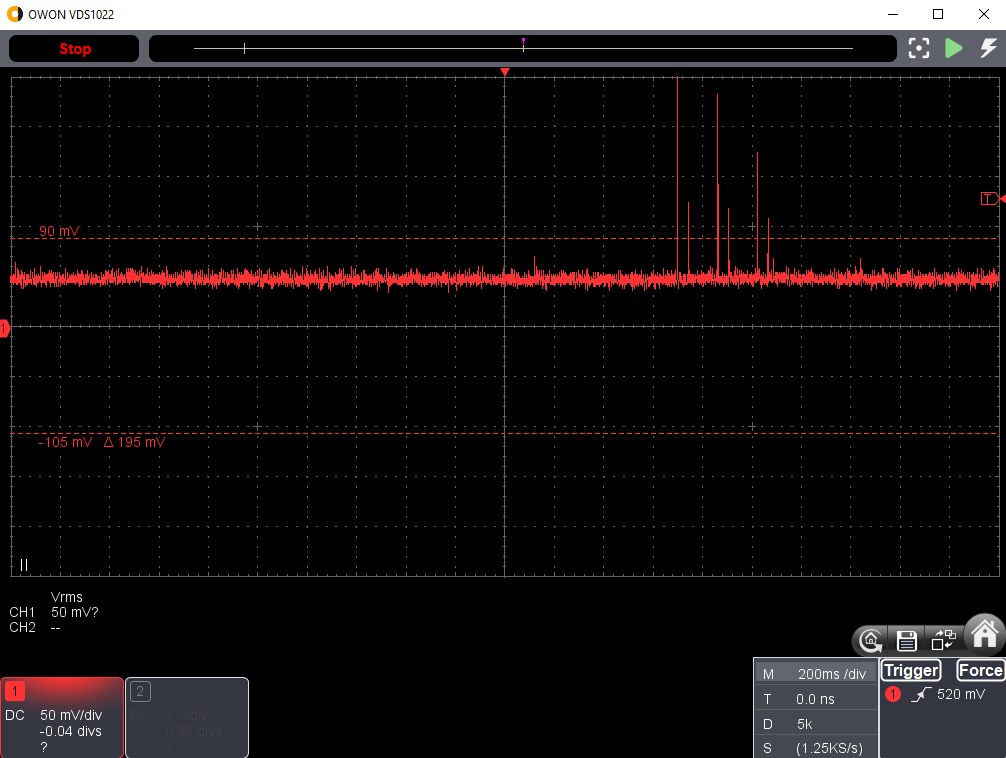 OWON VDS1022
Stop
T
90 mV
1
-105 mV Δ 195 mV
Vrms
CH1 50 mV?
CH2 --
1
DC 50 mV/div
-0.04 divs
?
2
DC 2 V/div
0.96 divs
?
M 200ms /div
T 0.0 ns
D 5k
S (1.25KS/s)
Trigger Force
1 520 mV